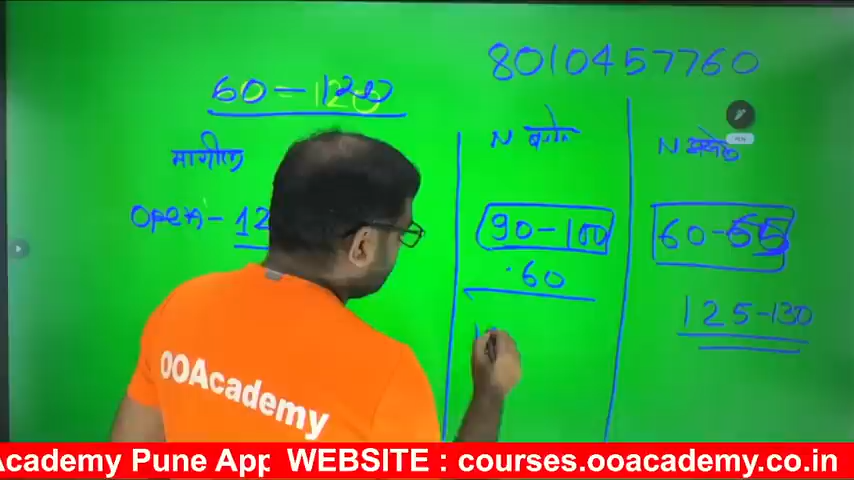 8010457760
60-120
मागील
N
N
Opera - 12
90-100
60-65
60
125-130
OOAcademy
Academy Pune App WEBSITE : courses.ooacademy.co.in